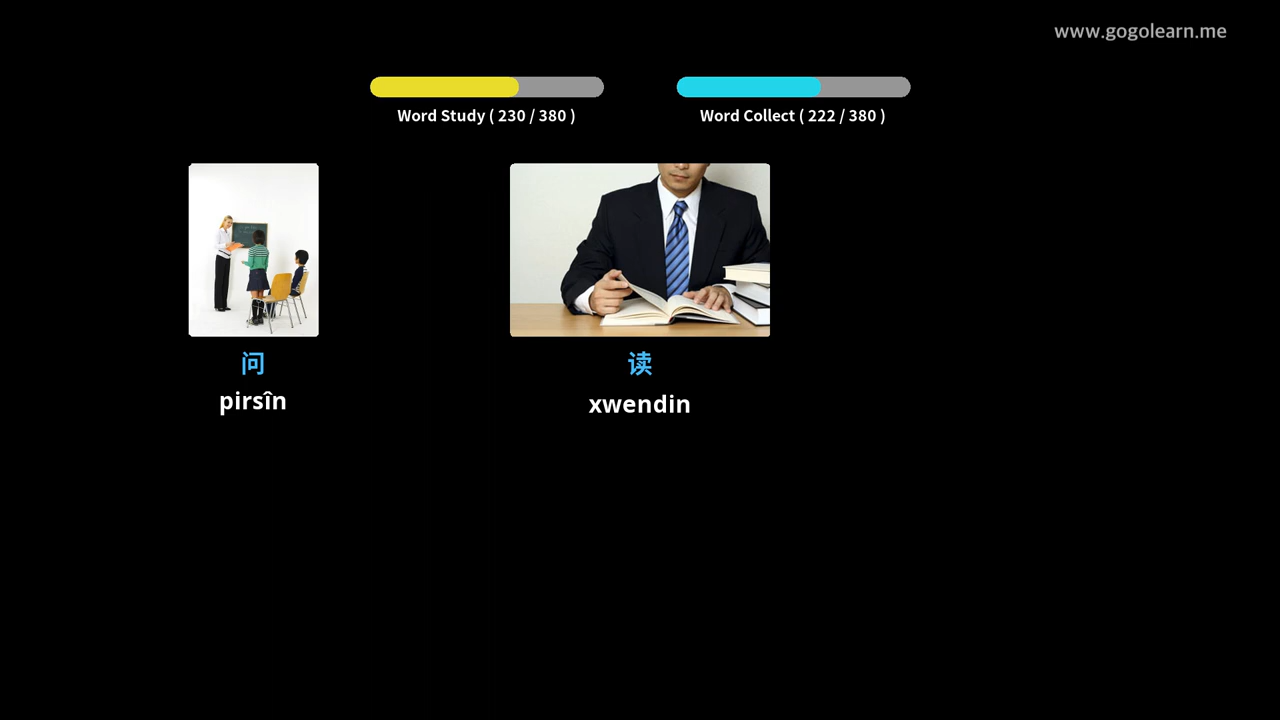 www.gogolearn.me
Word Study ( 230 / 380 )
Word Collect ( 222 / 380 )
问
pirsîn
读
xwendin